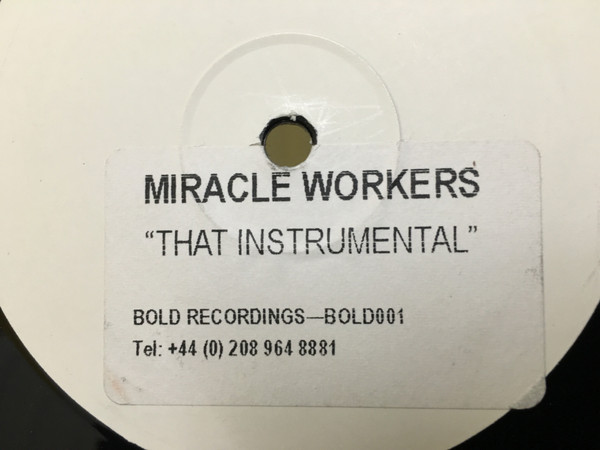 MIRACLE WORKERS
“THAT INSTRUMENTAL”
BOLD RECORDINGS—BOLD001
Tel: +44 (0) 208 964 8881